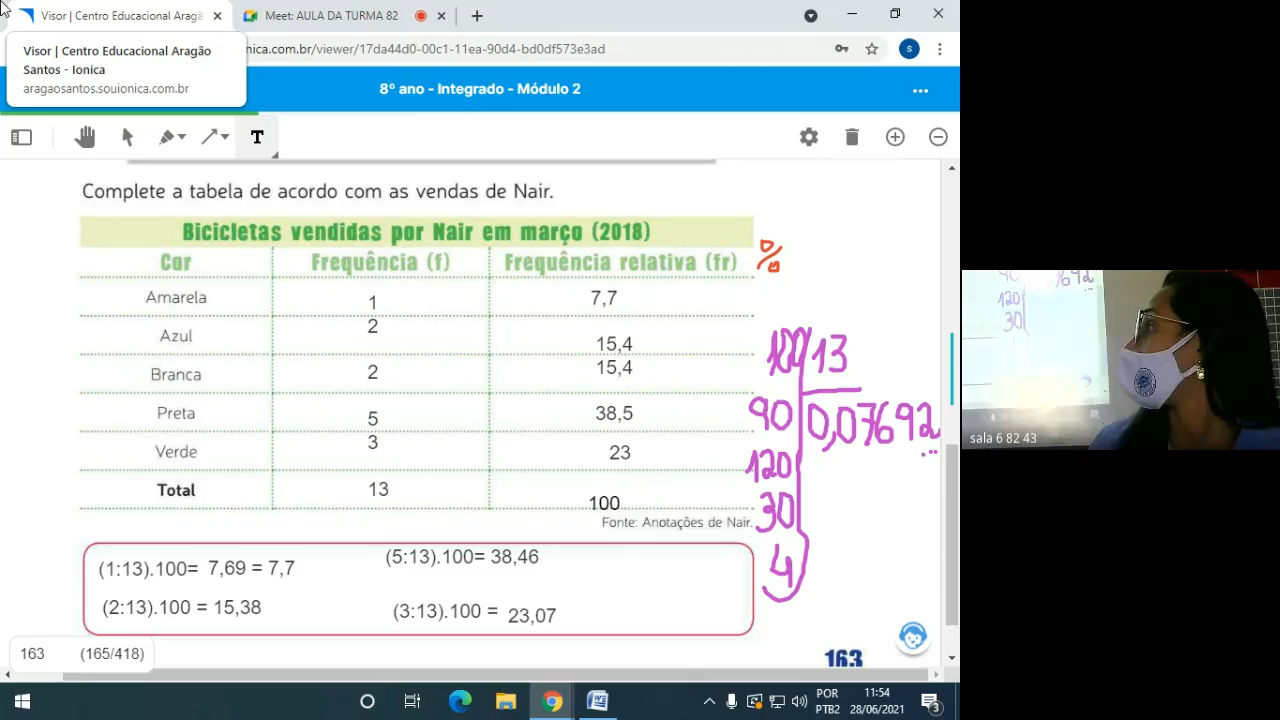 Visor | Centro Educacional Aragã
Meet: AULA DA TURMA 82
Visor | Centro Educacional Aragão
Santos - Ionica
aragaosantos.souionica.com.br
nica.com.br/viewer/17da44d0-00c1-11ea-90d4-bd0df573e3ad
s
8º ano - Integrado - Módulo 2
T
Complete a tabela de acordo com as vendas de Nair.
Bicicletas vendidas por Nair em março (2018)
Cor Frequência (f) Frequência relativa (fr) %
Amarela 1 7,7
Azul 2 15,4
Branca 2 15,4
Preta 5 38,5
Verde 3 23
Total 13 100
Fonte: Anotações de Nair.
100 13
90 0,07692...
120
30
4
(1:13).100= 7,69 = 7,7
(5:13).100= 38,46
(2:13).100 = 15,38
(3:13).100 = 23,07
163 (165/418)
163
120
30
sala 6 82 43
POR
PTB2
11:54
28/06/2021
3